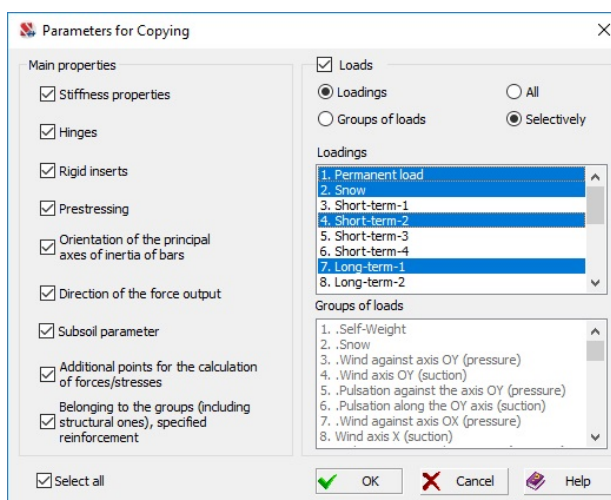 Parameters for Copying
Main properties
Stiffness properties
Hinges
Rigid inserts
Prestressing
Orientation of the principal
axes of inertia of bars
Direction of the force output
Subsoil parameter
Additional points for the calculation
of forces/stresses
Belonging to the groups (including
structural ones), specified
reinforcement
Select all
Loads
Loadings
All
Groups of loads
Selectively
Loadings
1. Permanent load
2. Snow
3. Short-term-1
4. Short-term-2
5. Short-term-3
6. Short-term-4
7. Long-term-1
8. Long-term-2
Groups of loads
1. .Self-Weight
2. .Snow
3. .Wind against axis OY (pressure)
4. .Wind axis OY (suction)
5. .Pulsation against the axis OY (pressure)
6. .Pulsation along the OY axis (suction)
7. .Wind against axis OX (pressure)
8. Wind axis X (suction)
OK
Cancel
Help